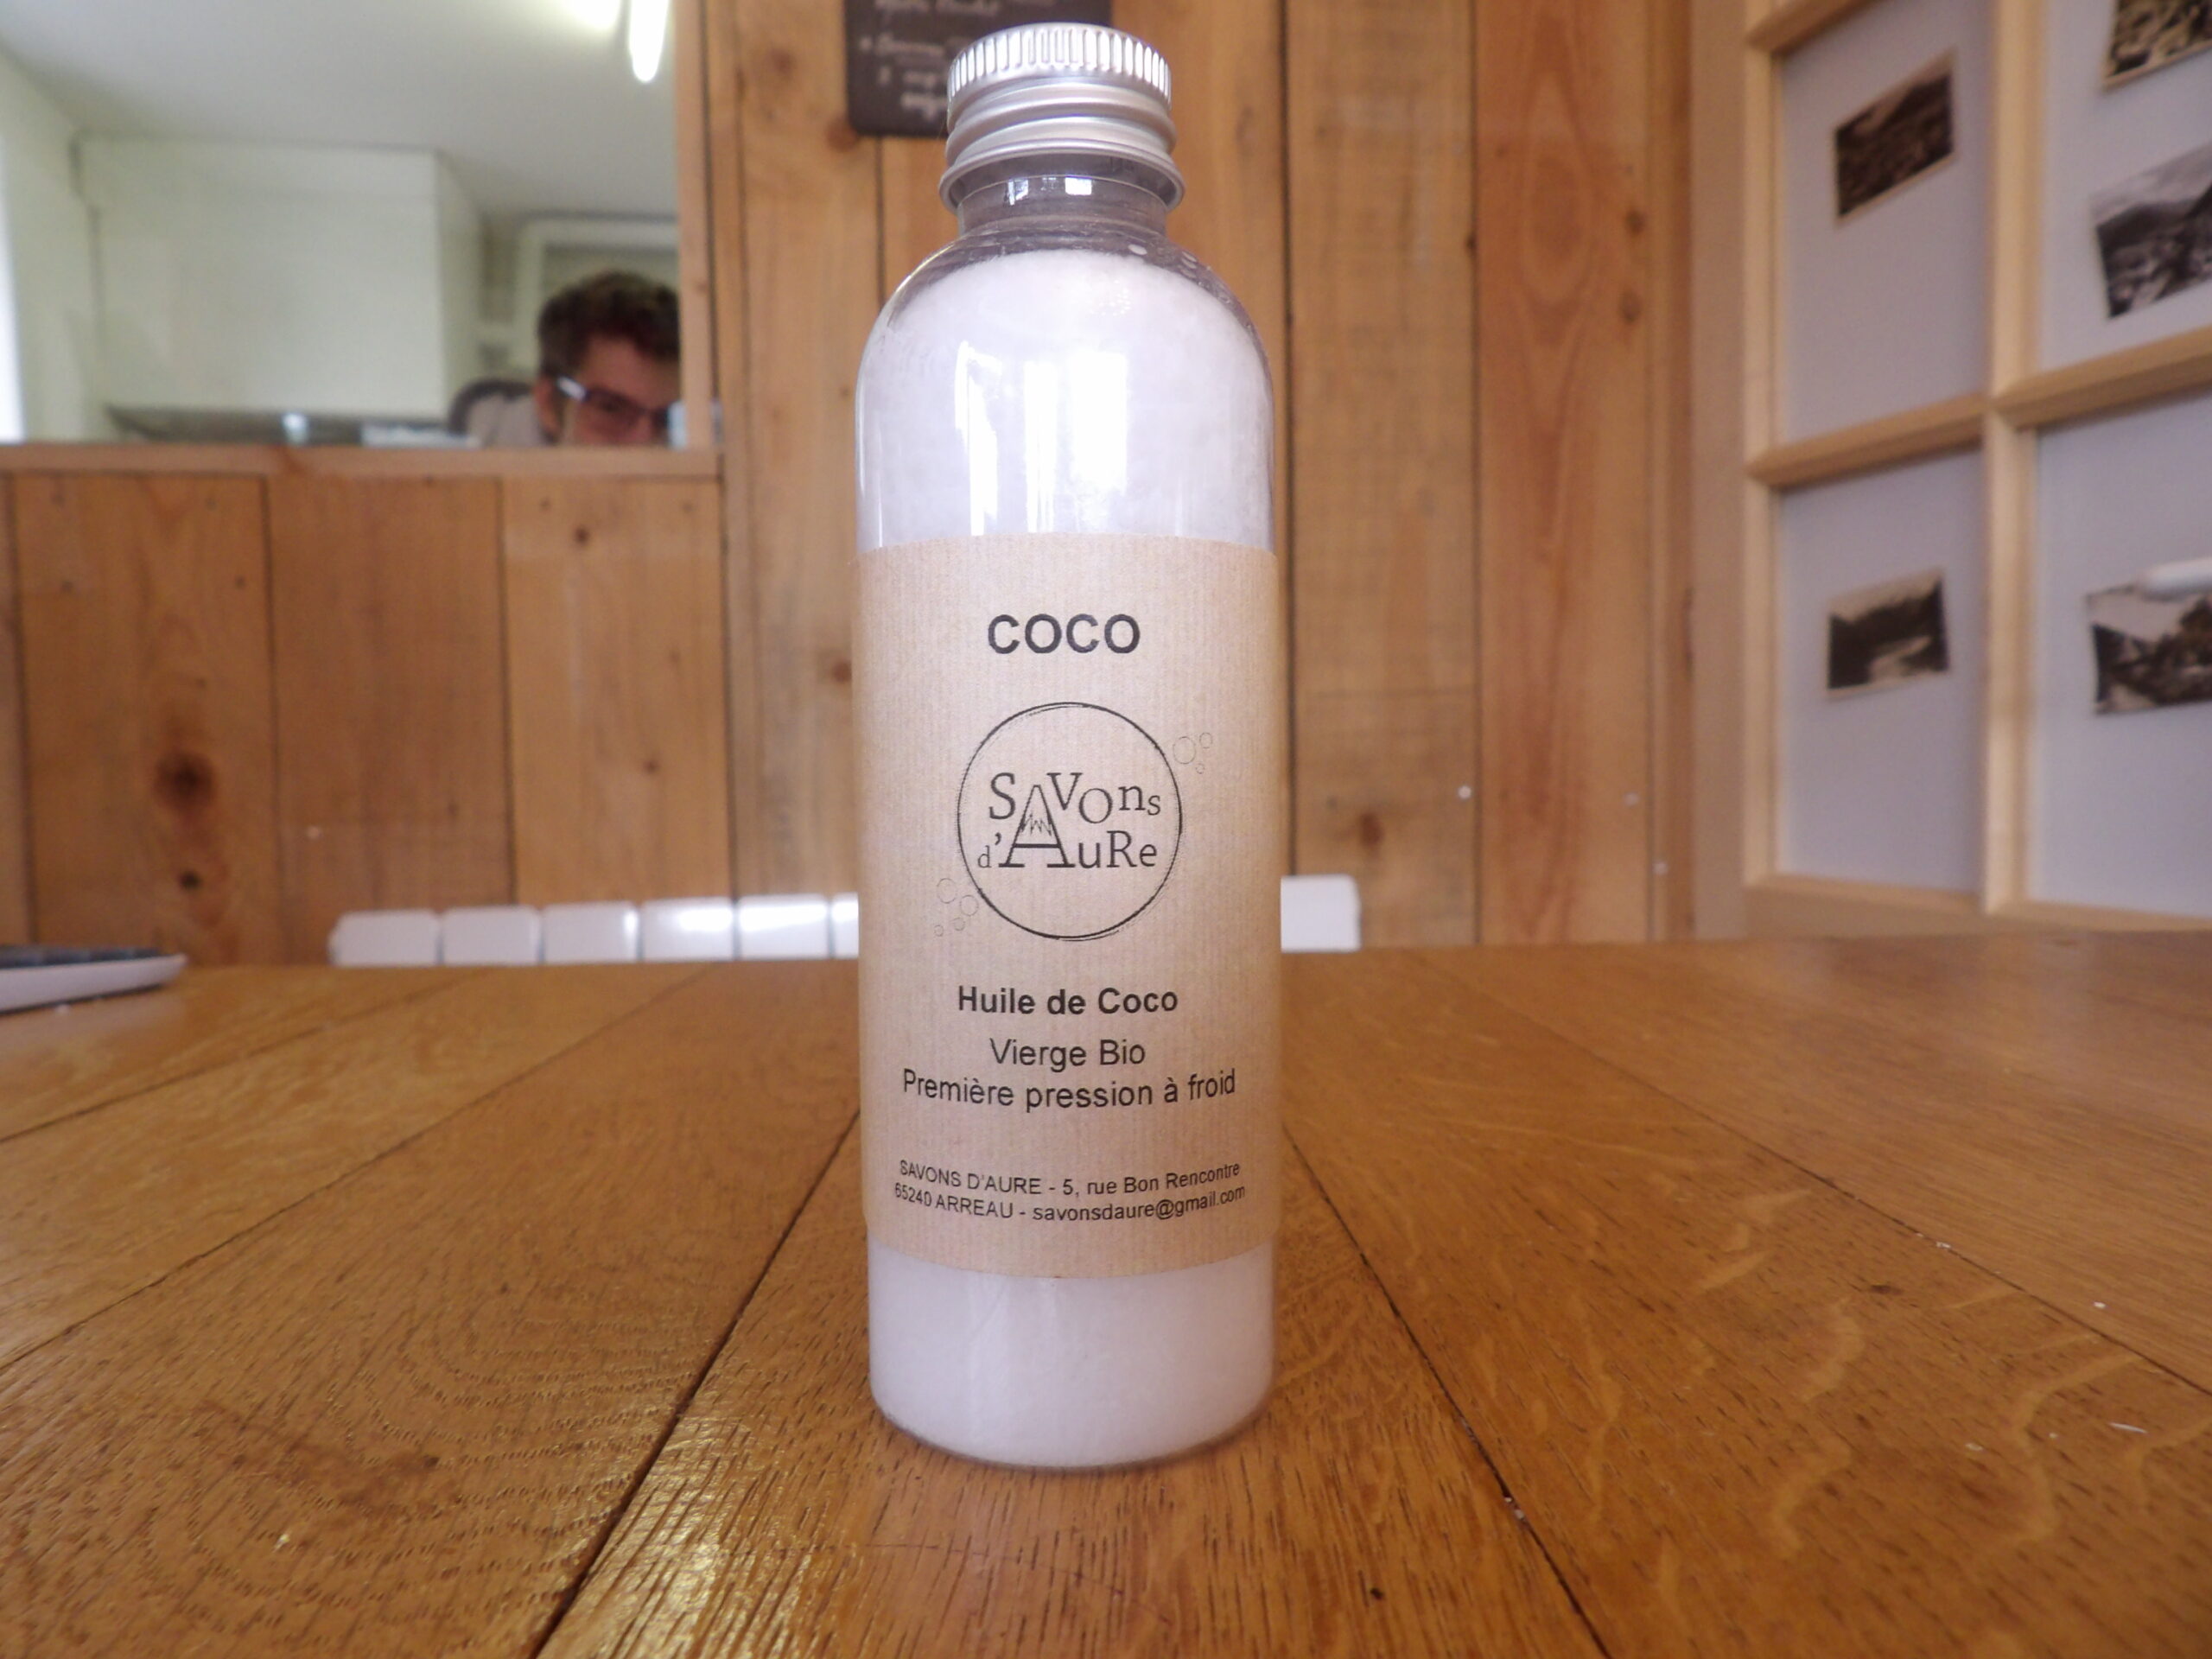 COCO
SAVons
d'AuRe
Huile de Coco
Vierge Bio
Première pression à froid
SAVONS D'AURE - 5, rue Bon Rencontre
65240 ARREAU - savonsdaure@gmail.com